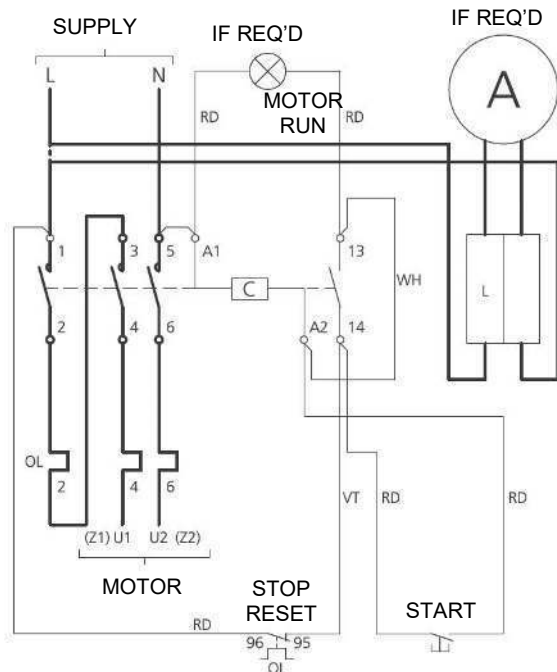 SUPPLY
IF REQ'D
IF REQ'D
L
N
MOTOR
RUN
A
RD
RD
1
3
5
A1
13
WH
L
C
2
4
6
A2
14
OL
2
4
6
VT
RD
RD
(Z1) U1
U2 (Z2)
MOTOR
STOP
RESET
START
RD
96
95
OL